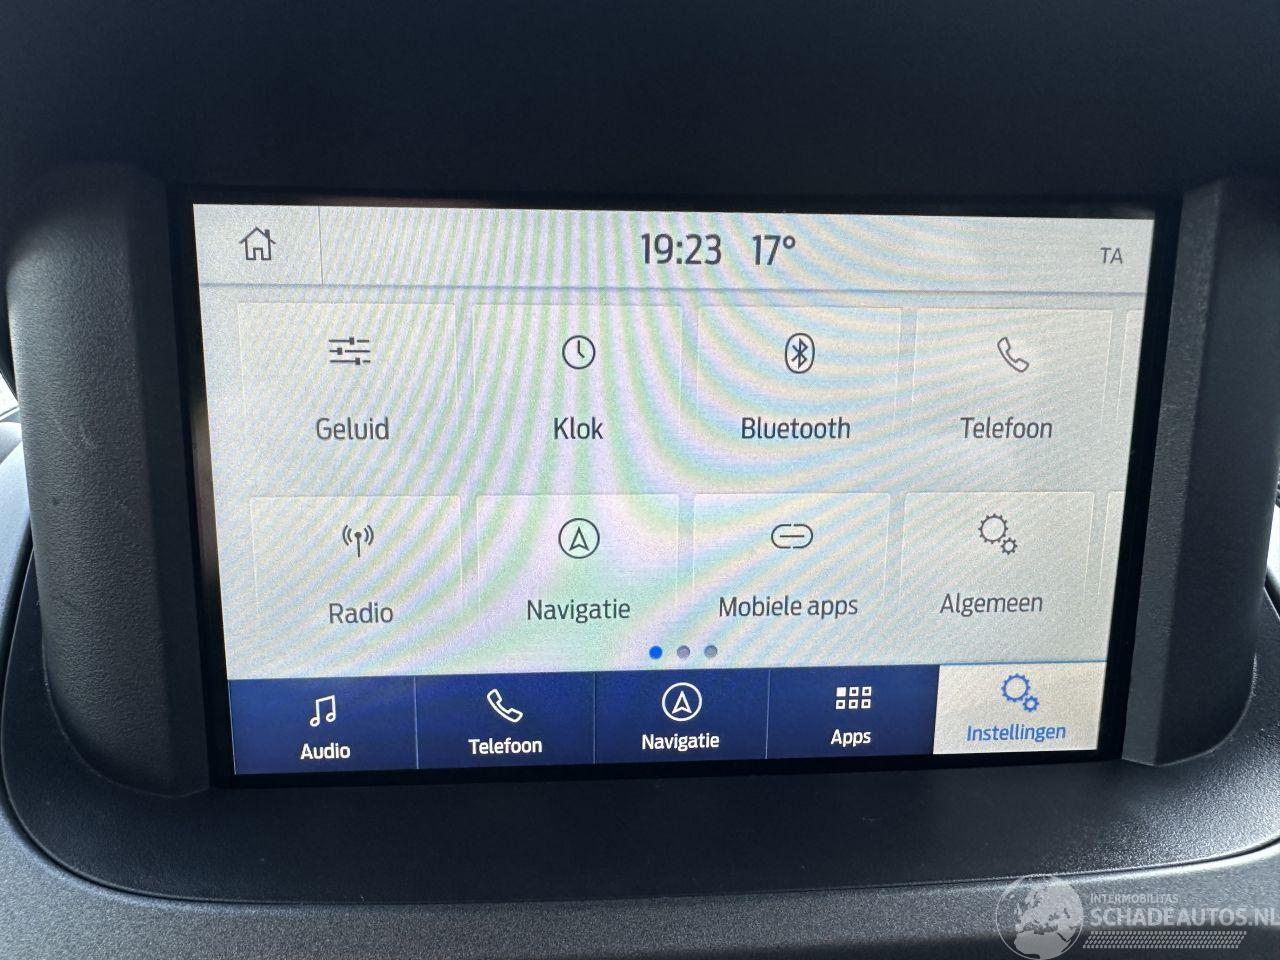 19:23 17° TA
Geluid Klok Bluetooth Telefoon
Radio Navigatie Mobiele apps Algemeen
Audio Telefoon Navigatie Apps Instellingen
INTERMOBILITAS
SCHADEAUTOS.NL